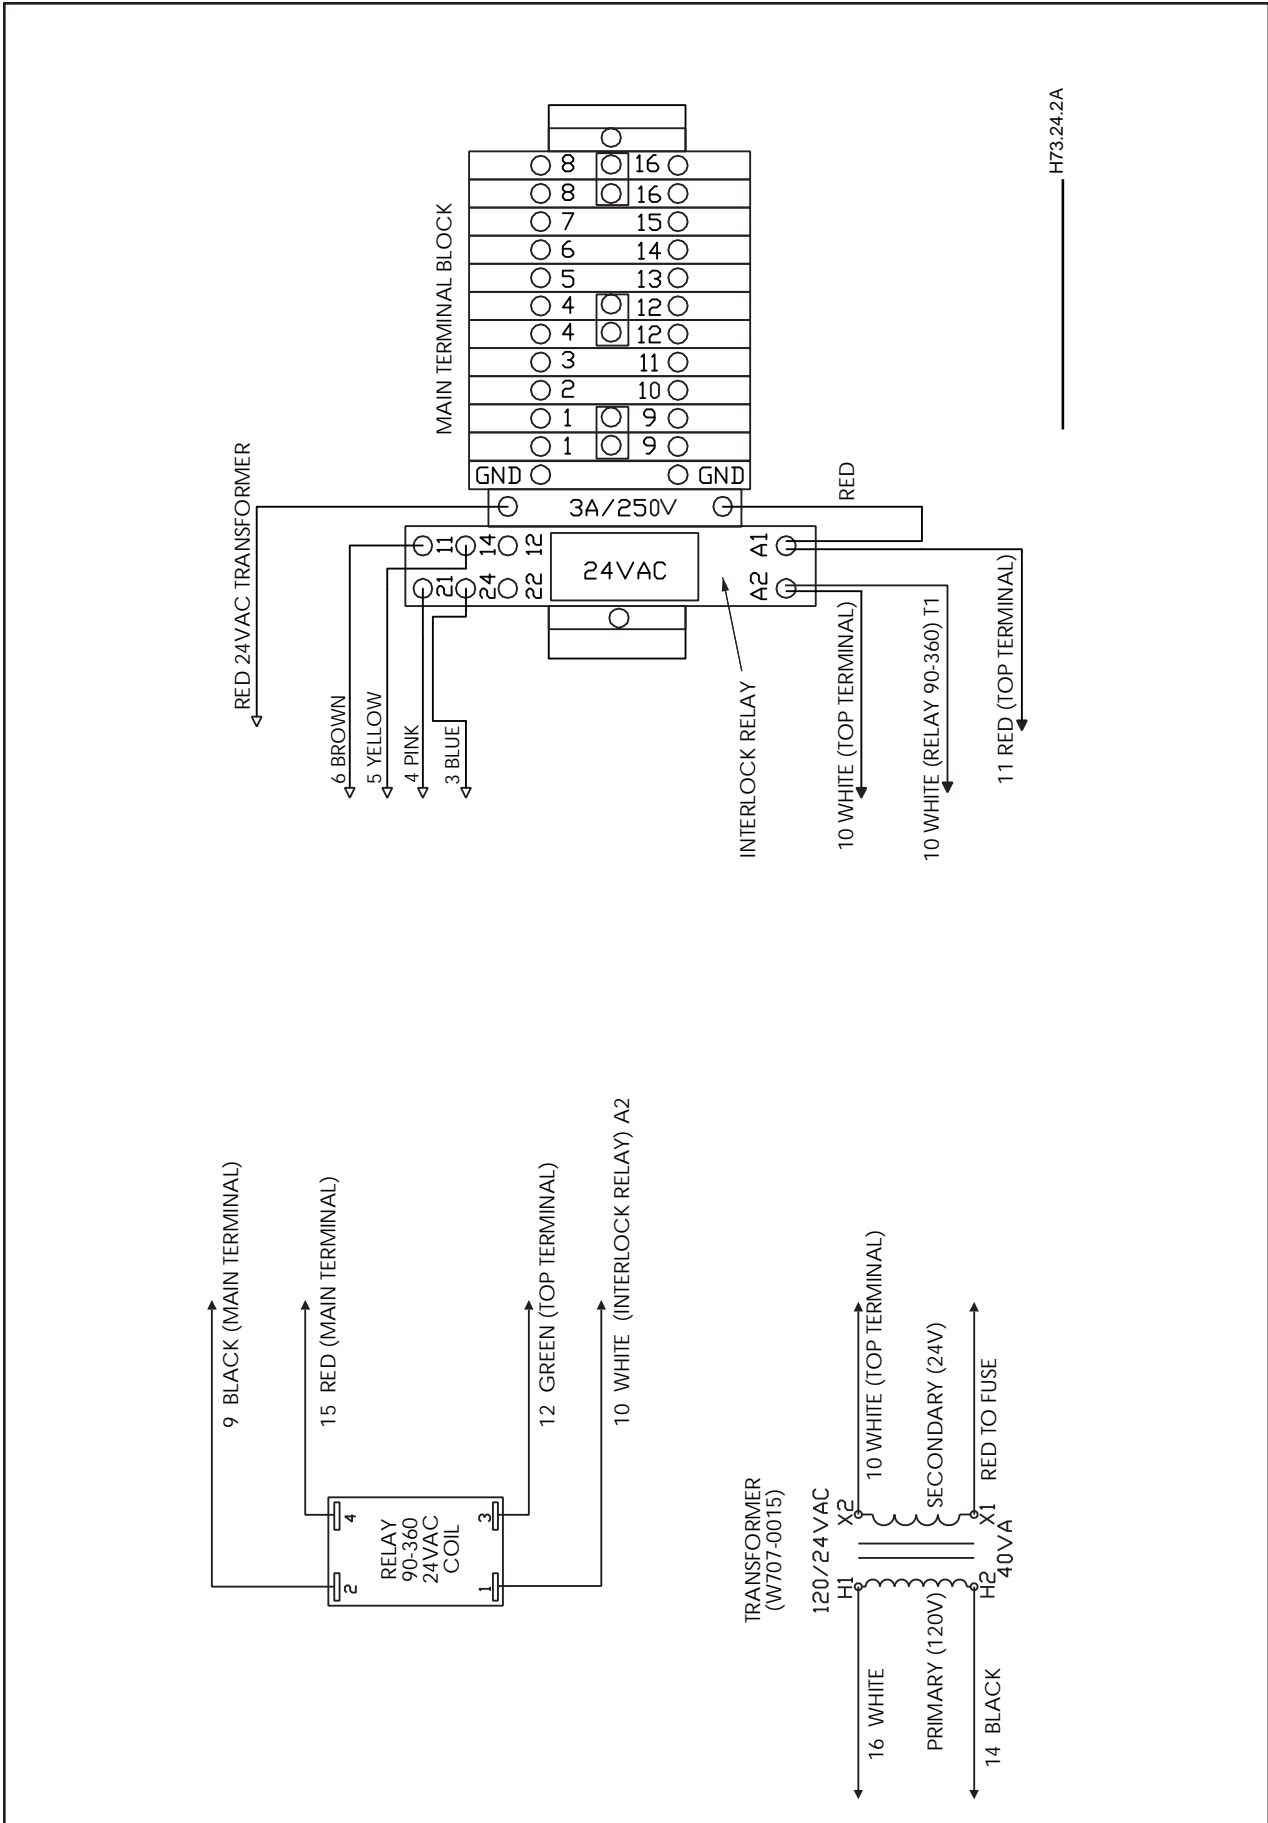 H73.24.2A
MAIN TERMINAL BLOCK
8 16
8 16
7 15
6 14
5 13
4 12
4 12
3 11
2 10
1 9
1 9
GND GND
3A/250V
RED
RED 24VAC TRANSFORMER
11 14 12
21 24 22
24VAC
A1
A2
6 BROWN
5 YELLOW
4 PINK
3 BLUE
INTERLOCK RELAY
10 WHITE (TOP TERMINAL)
10 WHITE (RELAY 90-360) T1
11 RED (TOP TERMINAL)
9 BLACK (MAIN TERMINAL)
15 RED (MAIN TERMINAL)
12 GREEN (TOP TERMINAL)
10 WHITE (INTERLOCK RELAY) A2
4
3
2
1
RELAY
90-360
24VAC
COIL
TRANSFORMER
(W707-0015)
120/24VAC
H1
X2
H2
X1
40VA
10 WHITE (TOP TERMINAL)
SECONDARY (24V)
RED TO FUSE
16 WHITE
PRIMARY (120V)
14 BLACK